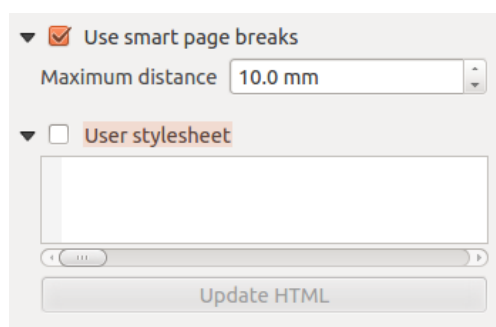 Use smart page breaks
Maximum distance 10.0 mm
User stylesheet
Update HTML